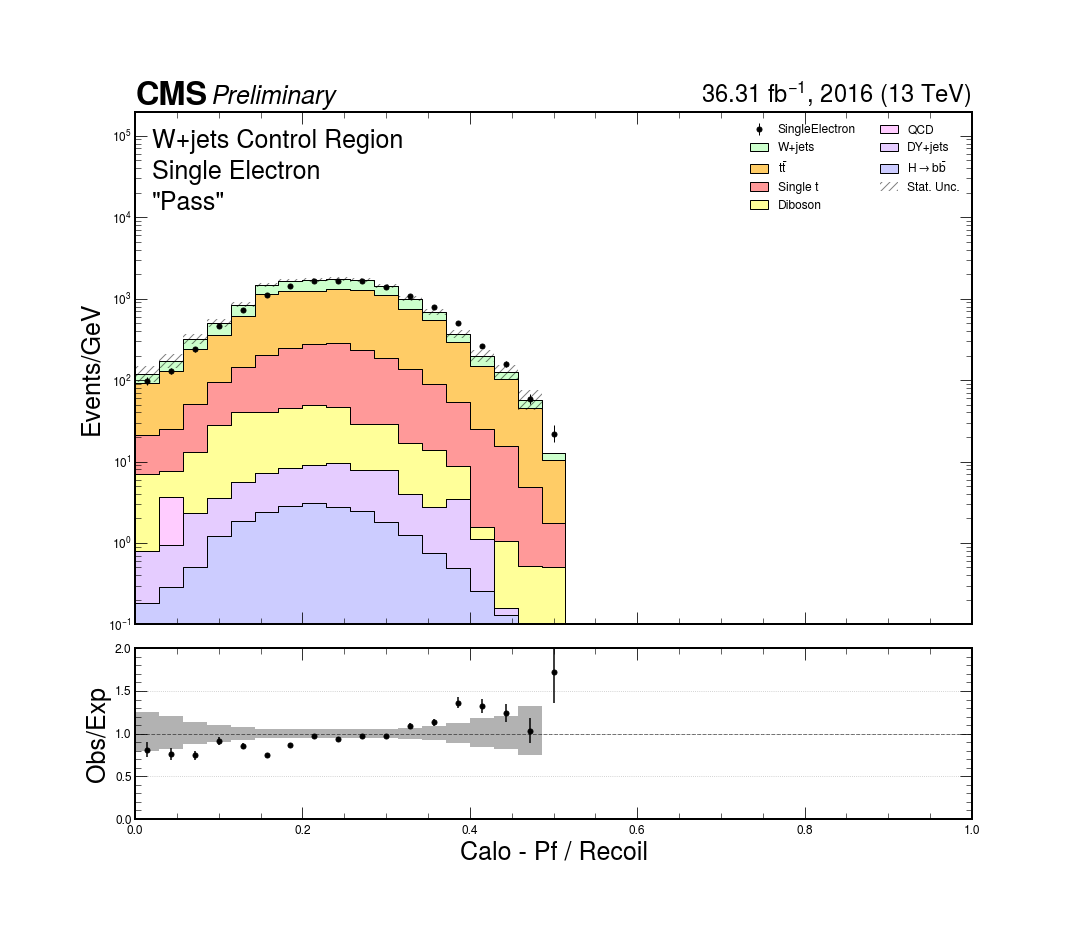 CMS Preliminary
36.31 fb⁻¹, 2016 (13 TeV)
W+jets Control Region
Single Electron
"Pass"
SingleElectron
W+jets
tt̄
Single t
Diboson
QCD
DY+jets
H→bb̄
Stat. Unc.
Events/GeV
10⁵
10⁴
10³
10²
10¹
10⁰
10⁻¹
Obs/Exp
2.0
1.5
1.0
0.5
0.0
0.0 0.2 0.4 0.6 0.8 1.0
Calo - Pf / Recoil